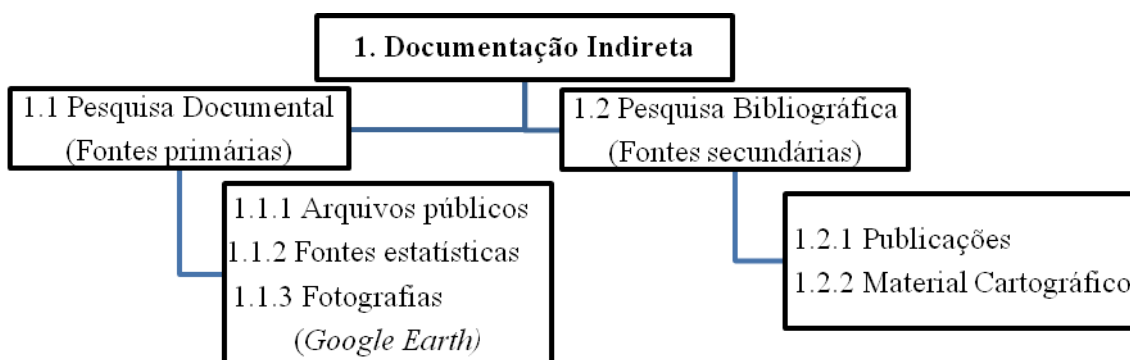 1. Documentação Indireta
1.1 Pesquisa Documental
(Fontes primárias)
1.2 Pesquisa Bibliográfica
(Fontes secundárias)
1.1.1 Arquivos públicos
1.1.2 Fontes estatísticas
1.1.3 Fotografias
(Google Earth)
1.2.1 Publicações
1.2.2 Material Cartográfico